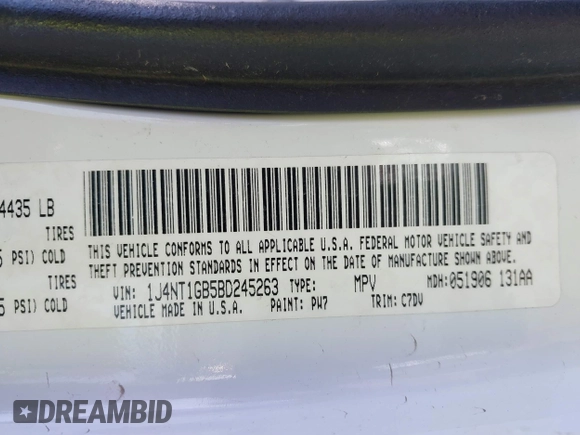 4435 LB
TIRES
PSI) COLD
TIRES
5 PSI) COLD
THIS VEHICLE CONFORMS TO ALL APPLICABLE U.S.A. FEDERAL MOTOR VEHICLE SAFETY AND
THEFT PREVENTION STANDARDS IN EFFECT ON THE DATE OF MANUFACTURE SHOWN ABOVE.
VIN: 1J4NT1GB5BD245263 TYPE: MPV MDH:051906 131AA
VEHICLE MADE IN U.S.A. PAINT: PW7 TRIM: C7DV
DREAMBID